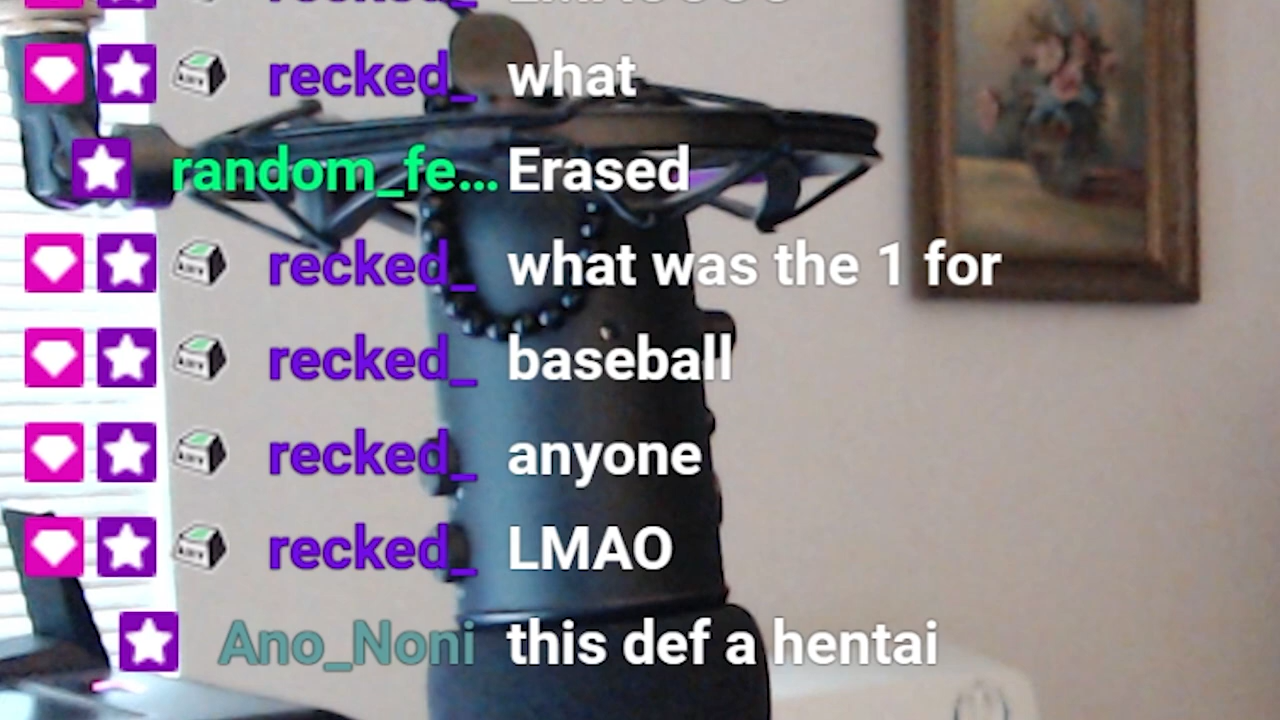 recked_ what
random_fe... Erased
recked_ what was the 1 for
recked_ baseball
recked_ anyone
recked_ LMAO
Ano_Noni this def a hentai